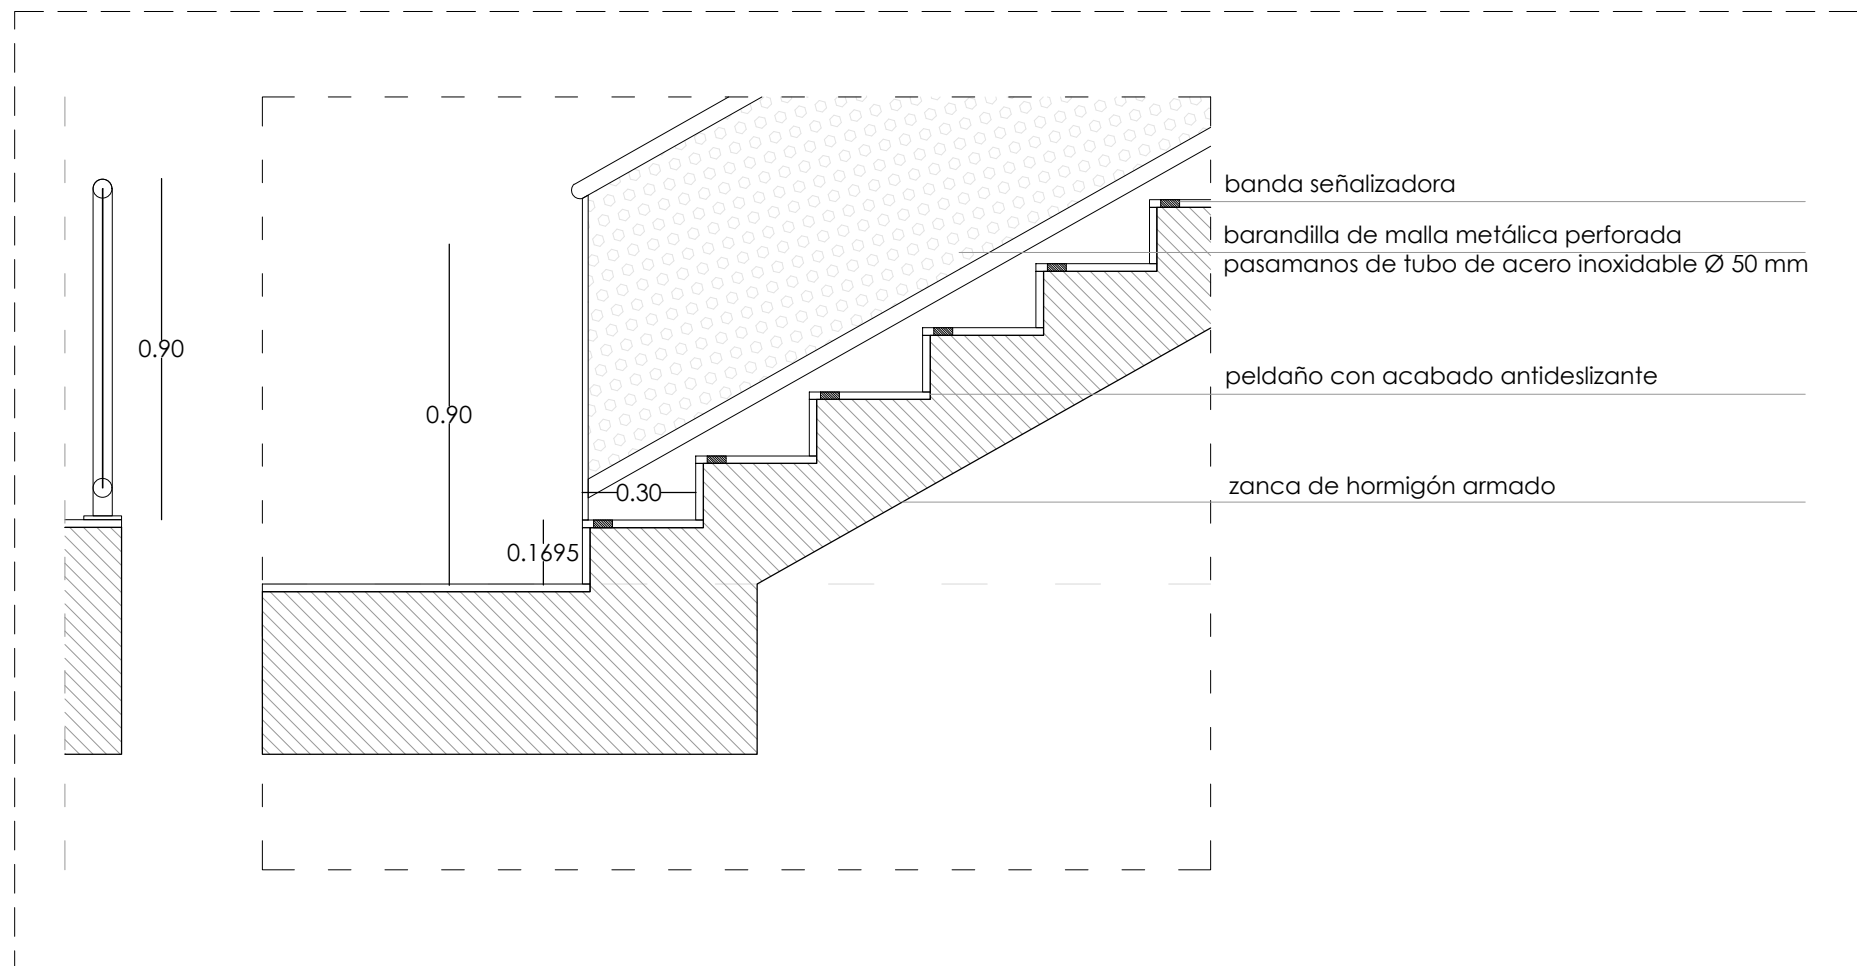 banda señalizadora
barandilla de malla metálica perforada
pasamanos de tubo de acero inoxidable Ø 50 mm
0.90
peldaño con acabado antideslizante
0.90
zanca de hormigón armado
0.30
0.1695